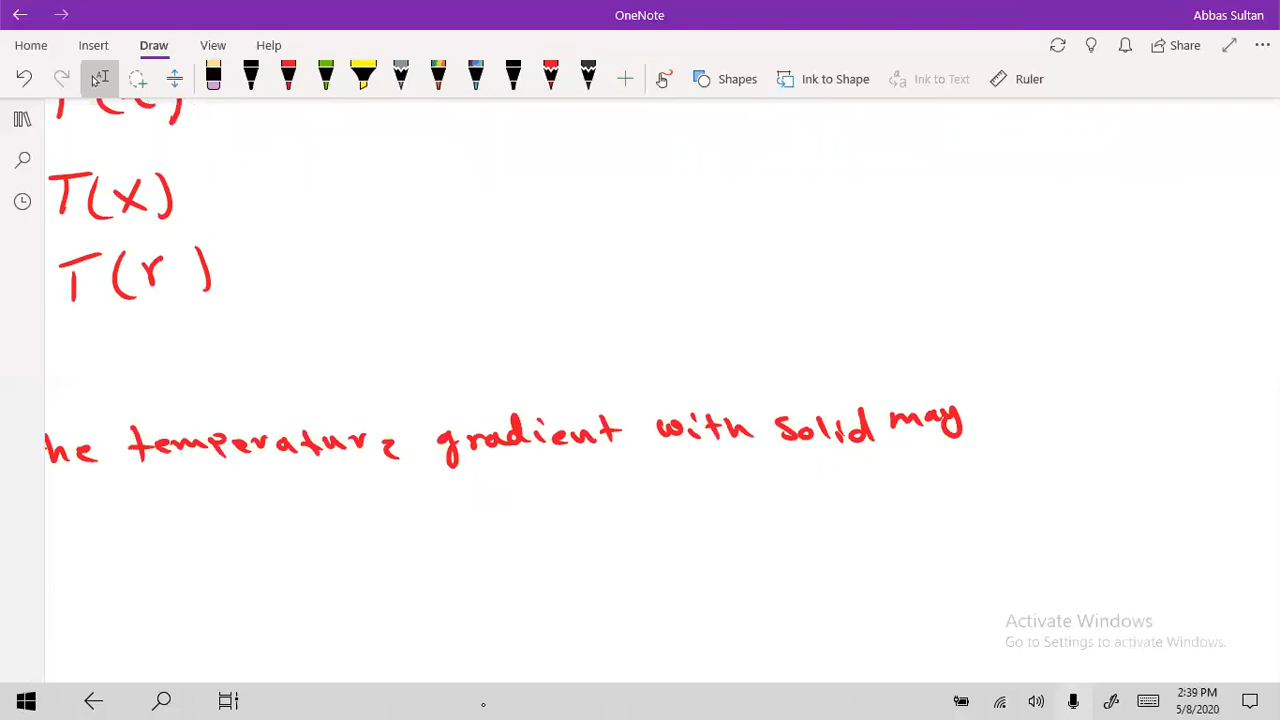 OneNote
Abbas Sultan
Home Insert Draw View Help
Share
Shapes Ink to Shape Ink to Text Ruler
T(x)
T(r)
he temperature gradient with solid may
Activate Windows
Go to Settings to activate Windows.
2:39 PM
5/8/2020